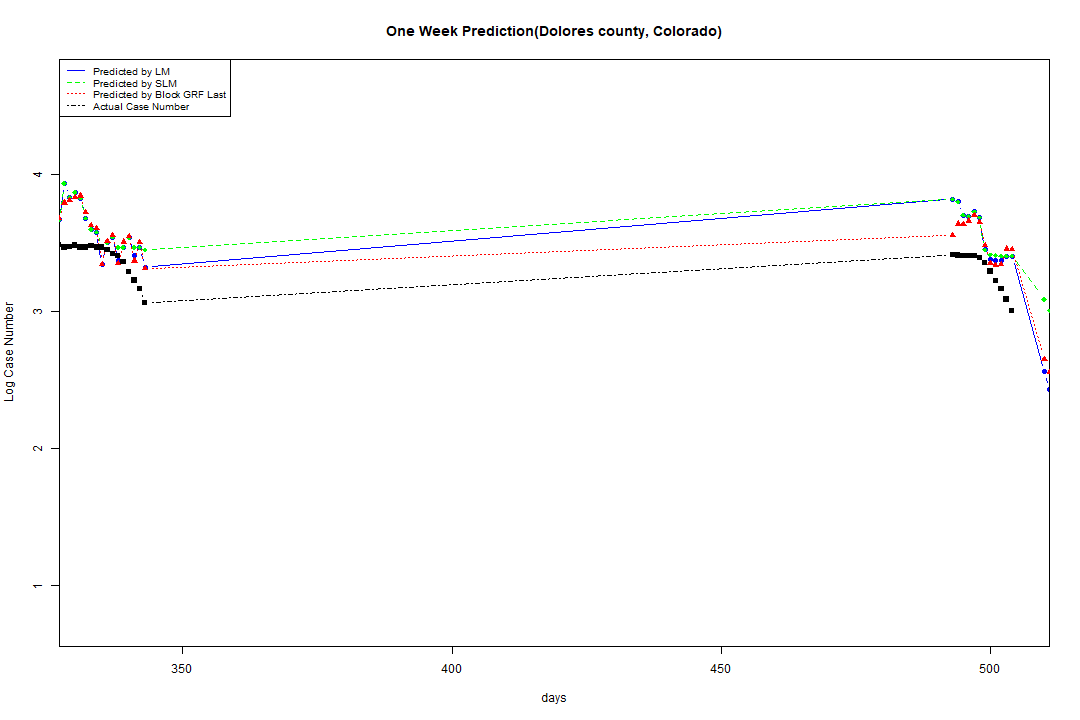 One Week Prediction(Dolores county, Colorado)
Predicted by LM
Predicted by SLM
Predicted by Block GRF Last
Actual Case Number
4
3
2
1
Log Case Number
350 400 450 500
days